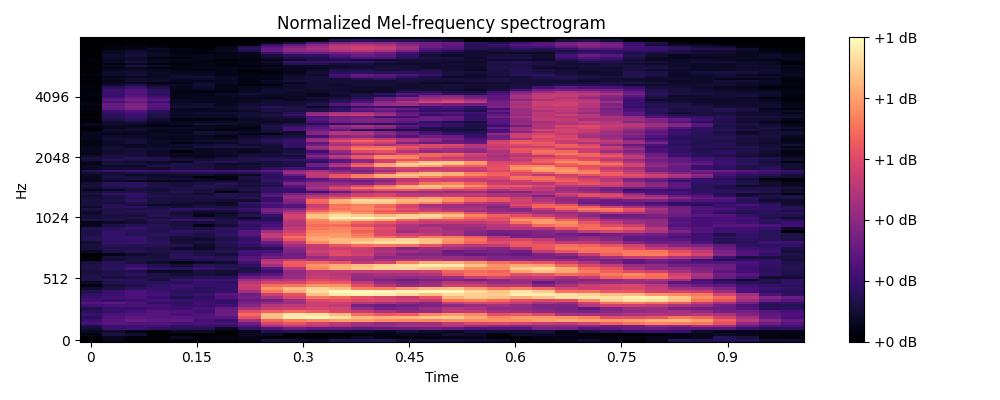 Normalized Mel-frequency spectrogram
Hz
4096
2048
1024
512
0
0 0.15 0.3 0.45 0.6 0.75 0.9
Time
+1 dB
+1 dB
+1 dB
+0 dB
+0 dB
+0 dB